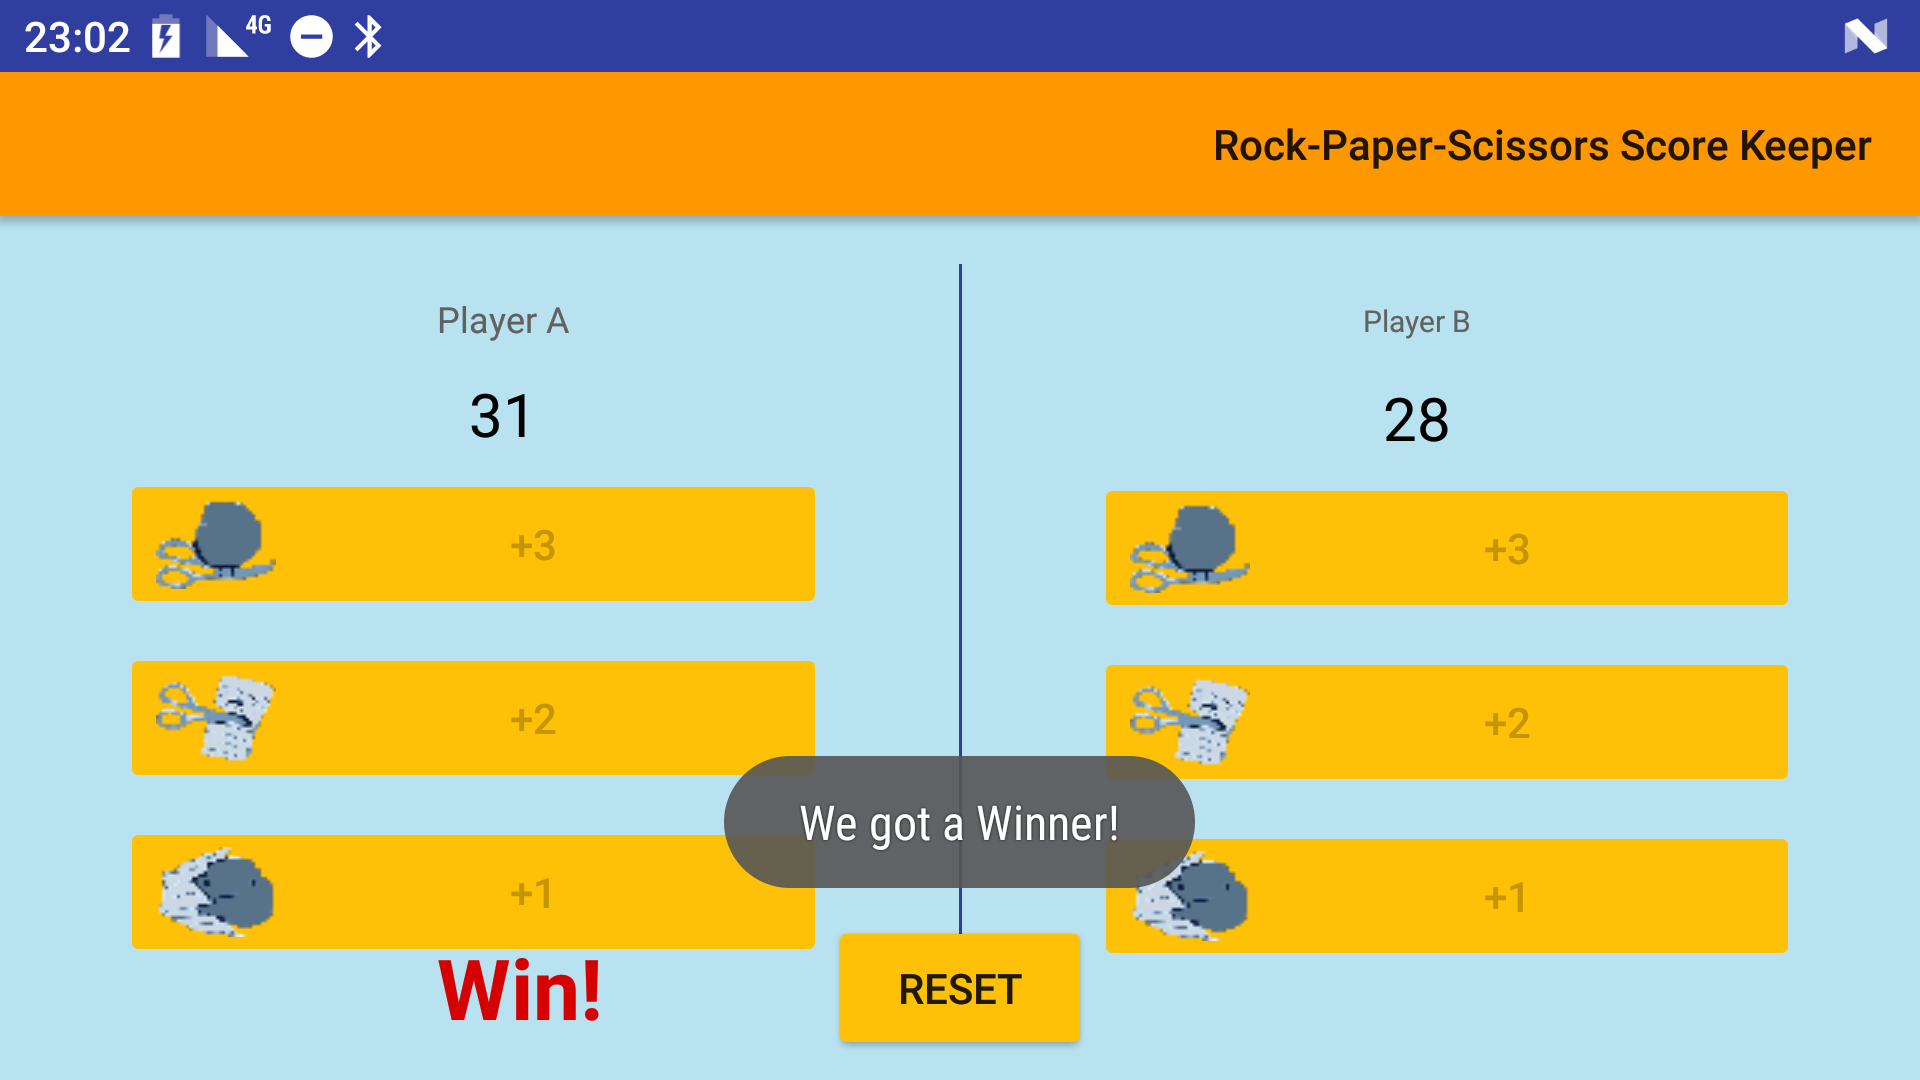 23:02 4G
Rock-Paper-Scissors Score Keeper
Player A
31
+3
+2
+1
Win!
Player B
28
+3
+2
+1
We got a Winner!
RESET